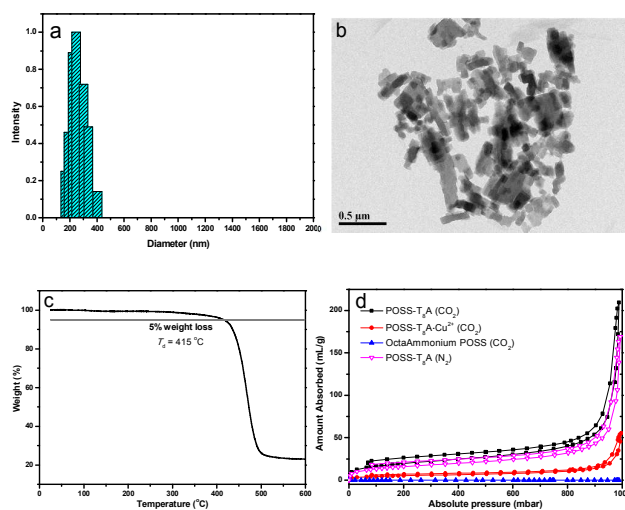 a
1.0
0.8
0.6
0.4
0.2
0.0
Intensity
0 200 400 600 800 1000 1200 1400 1600 1800 2000
Diameter (nm)
b
0.5 μm
c
100
80
60
40
20
Weight (%)
5% weight loss
T_d = 415 °C
0 100 200 300 400 500 600
Temperature (°C)
d
POSS-T₈A (CO₂)
POSS-T₈A-Cu²⁺ (CO₂)
OctaAmmonium POSS (CO₂)
POSS-T₈A (N₂)
200
150
100
50
0
Amount Absorbed (mL/g)
0 200 400 600 800 1000
Absolute pressure (mbar)